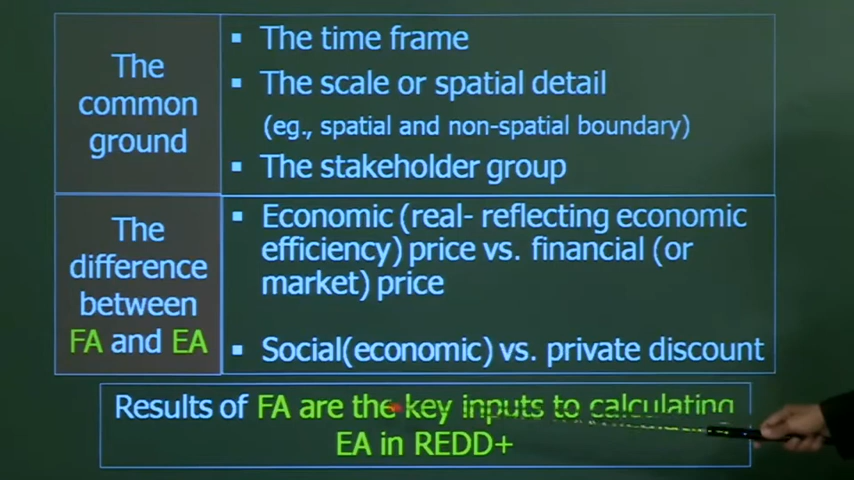 The
common
ground
▪ The time frame
▪ The scale or spatial detail
(eg., spatial and non-spatial boundary)
▪ The stakeholder group
The
difference
between
FA and EA
▪ Economic (real- reflecting economic
efficiency) price vs. financial (or
market) price
▪ Social(economic) vs. private discount
Results of FA are the key inputs to calculating
EA in REDD+